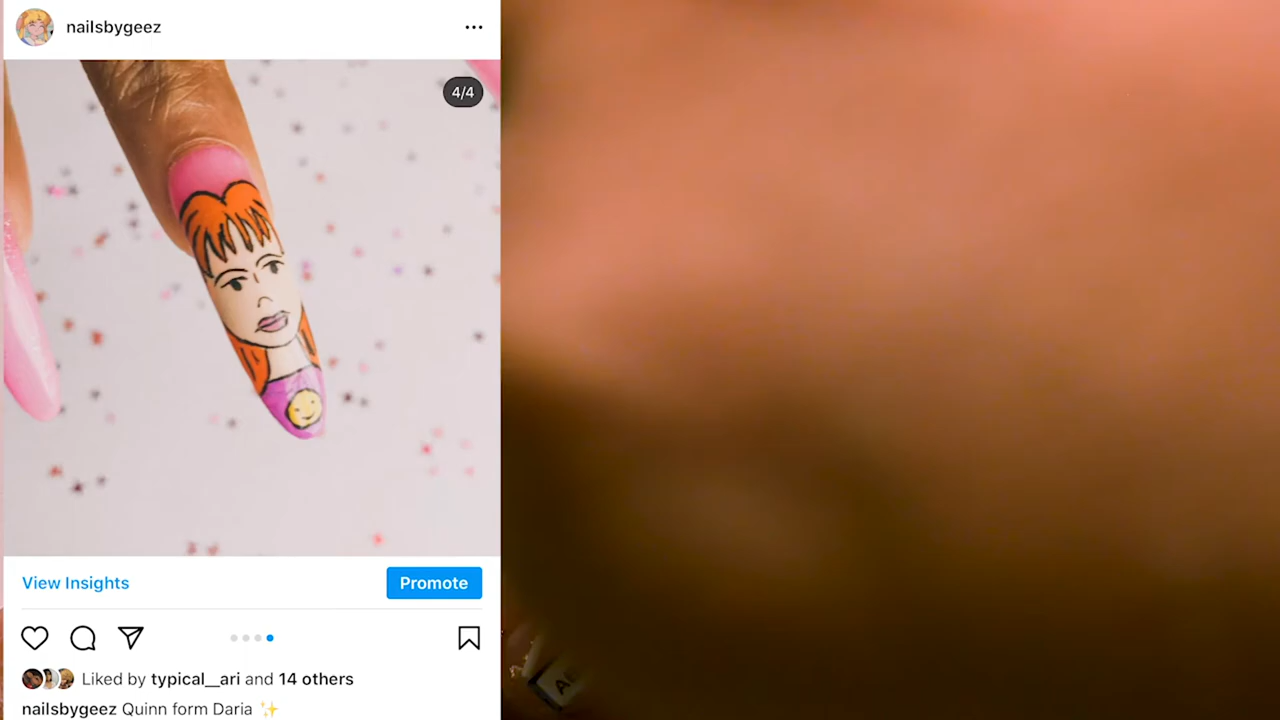 nailsbygeez
4/4
View Insights
Promote
Liked by typical__ari and 14 others
nailsbygeez Quinn form Daria ✨